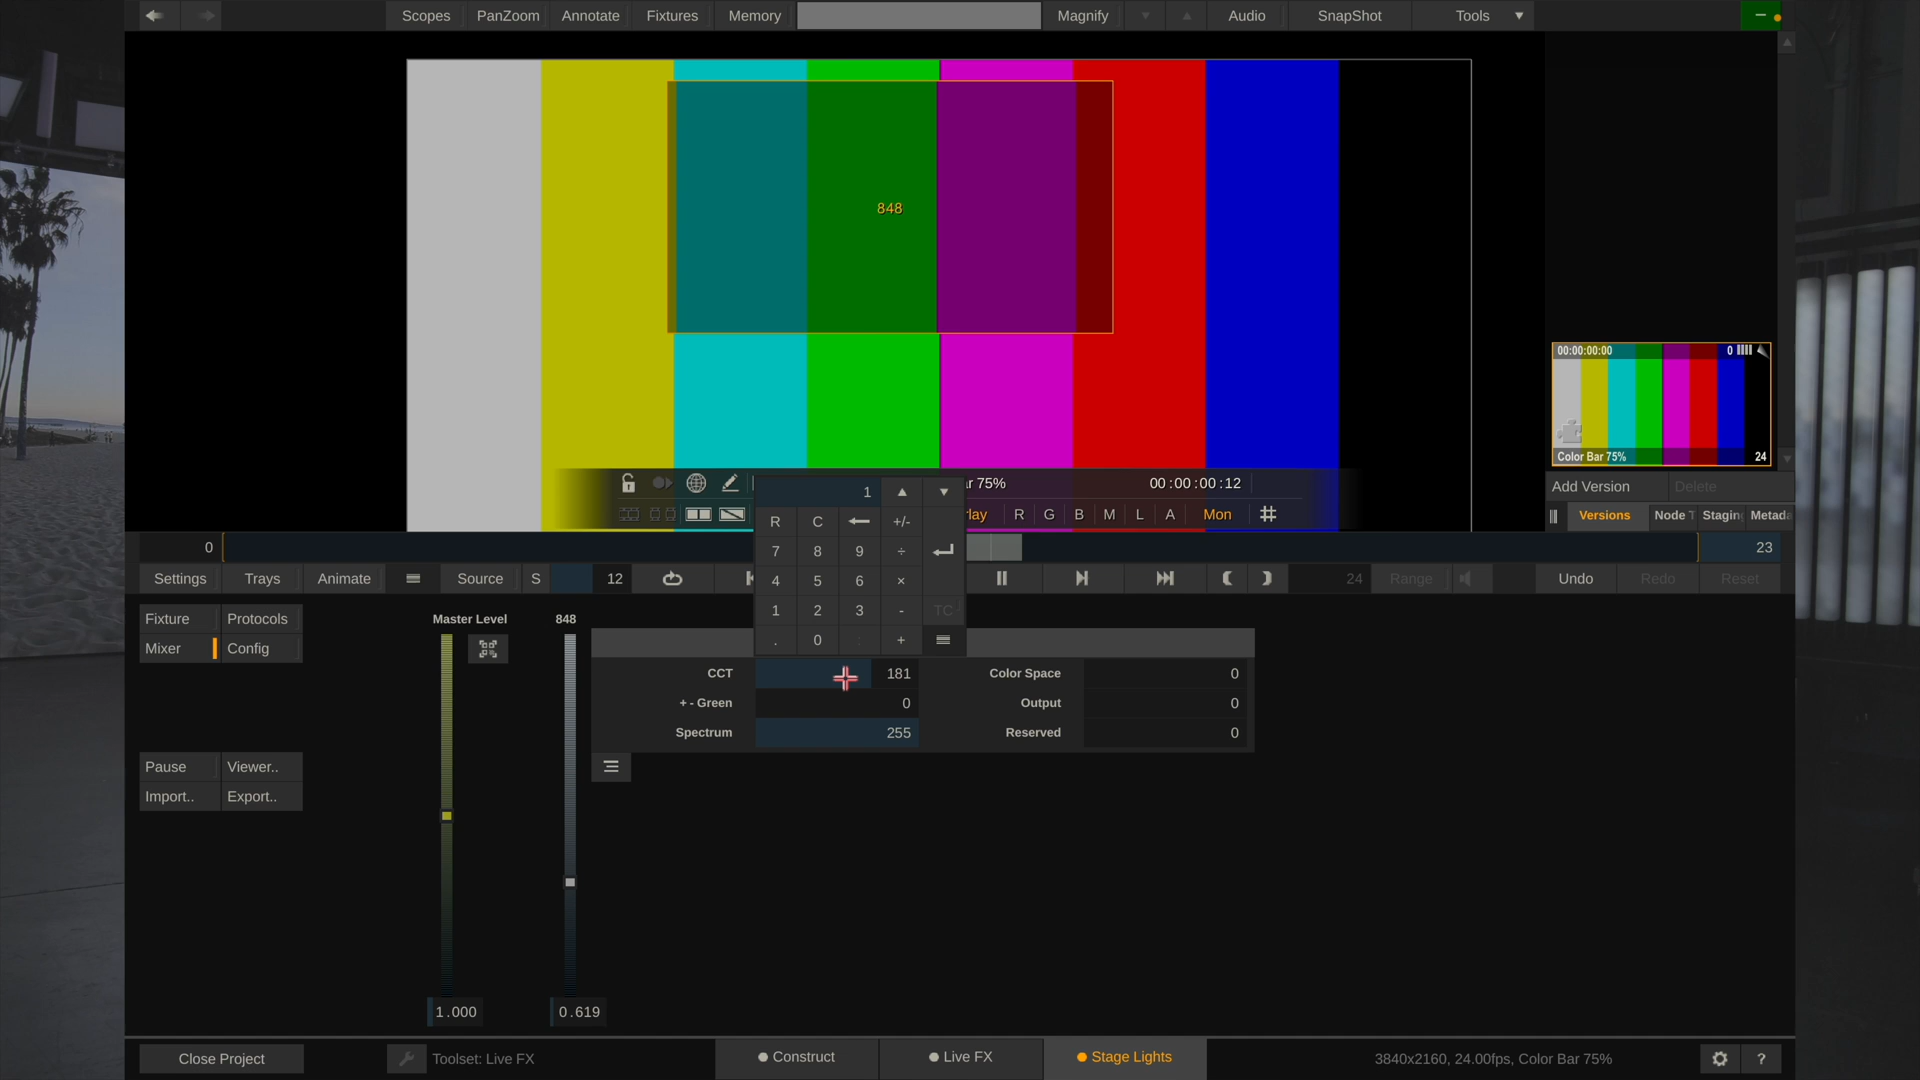 Scopes PanZoom Annotate Fixtures Memory Magnify Audio SnapShot Tools
848
00:00:00:00 0
Color Bar 75% 24
Add Version Delete
Versions Node T Staging Metada
1
r 75% 00:00:00:12
R C +/-
lay R G B M L A Mon
7 8 9 ÷
0 23
4 5 6 ×
Settings Trays Animate Source S 12 24 Range Undo Redo Reset
1 2 3 - TC
. 0 : +
Fixture Protocols
Mixer Config
Master Level 848
CCT 181 Color Space 0
+ - Green 0 Output 0
Spectrum 255 Reserved 0
Pause Viewer..
Import.. Export..
1.000 0.619
Close Project Toolset: Live FX Construct Live FX Stage Lights 3840x2160, 24.00fps, Color Bar 75% ?